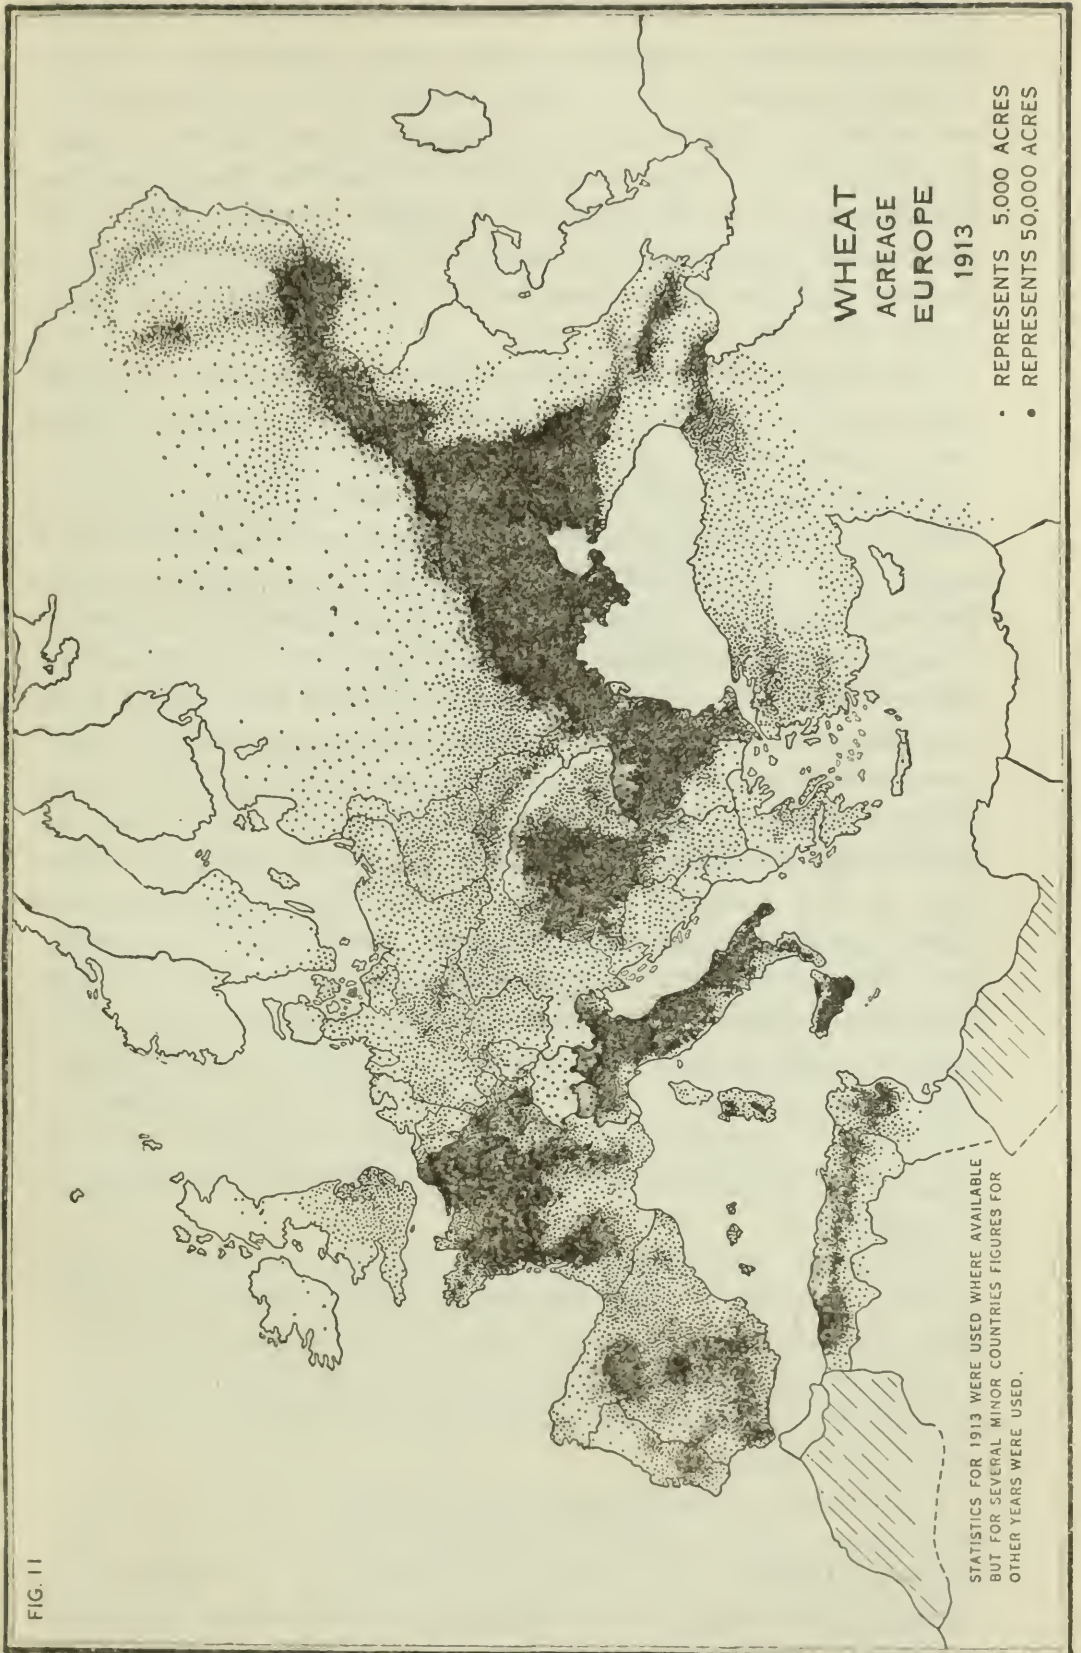 FIG. 11
WHEAT
ACREAGE
EUROPE
1913
• REPRESENTS 5,000 ACRES
● REPRESENTS 50,000 ACRES
STATISTICS FOR 1913 WERE USED WHERE AVAILABLE
BUT FOR SEVERAL MINOR COUNTRIES FIGURES FOR
OTHER YEARS WERE USED.